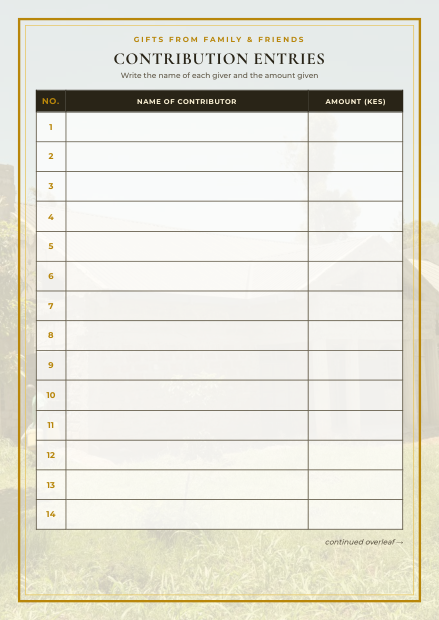 GIFTS FROM FAMILY & FRIENDS
CONTRIBUTION ENTRIES
Write the name of each giver and the amount given
NO. NAME OF CONTRIBUTOR AMOUNT (KES)
1
2
3
4
5
6
7
8
9
10
11
12
13
14
continued overleaf →